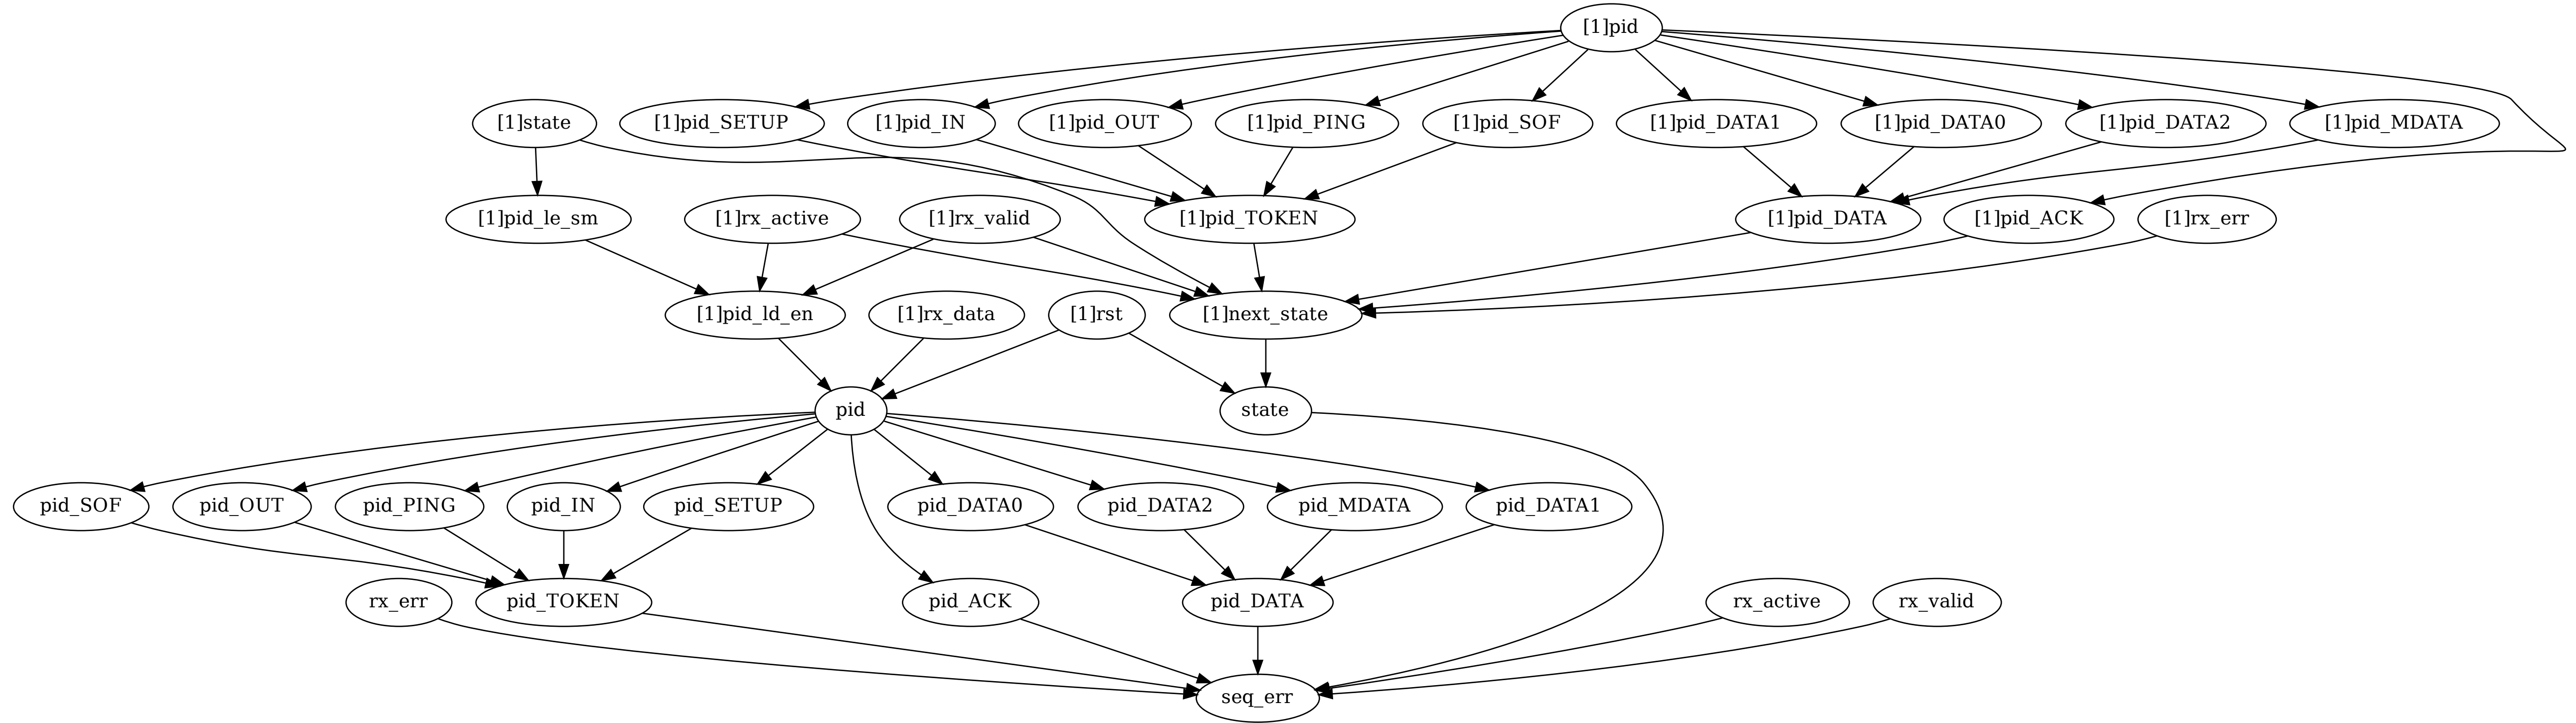 [1]pid
[1]state
[1]pid_SETUP
[1]pid_IN
[1]pid_OUT
[1]pid_PING
[1]pid_SOF
[1]pid_DATA1
[1]pid_DATA0
[1]pid_DATA2
[1]pid_MDATA
[1]pid_le_sm
[1]rx_active
[1]rx_valid
[1]pid_TOKEN
[1]pid_DATA
[1]pid_ACK
[1]rx_err
[1]pid_ld_en
[1]rx_data
[1]rst
[1]next_state
pid
state
pid_SOF
pid_OUT
pid_PING
pid_IN
pid_SETUP
pid_DATA0
pid_DATA2
pid_MDATA
pid_DATA1
rx_err
pid_TOKEN
pid_ACK
pid_DATA
rx_active
rx_valid
seq_err